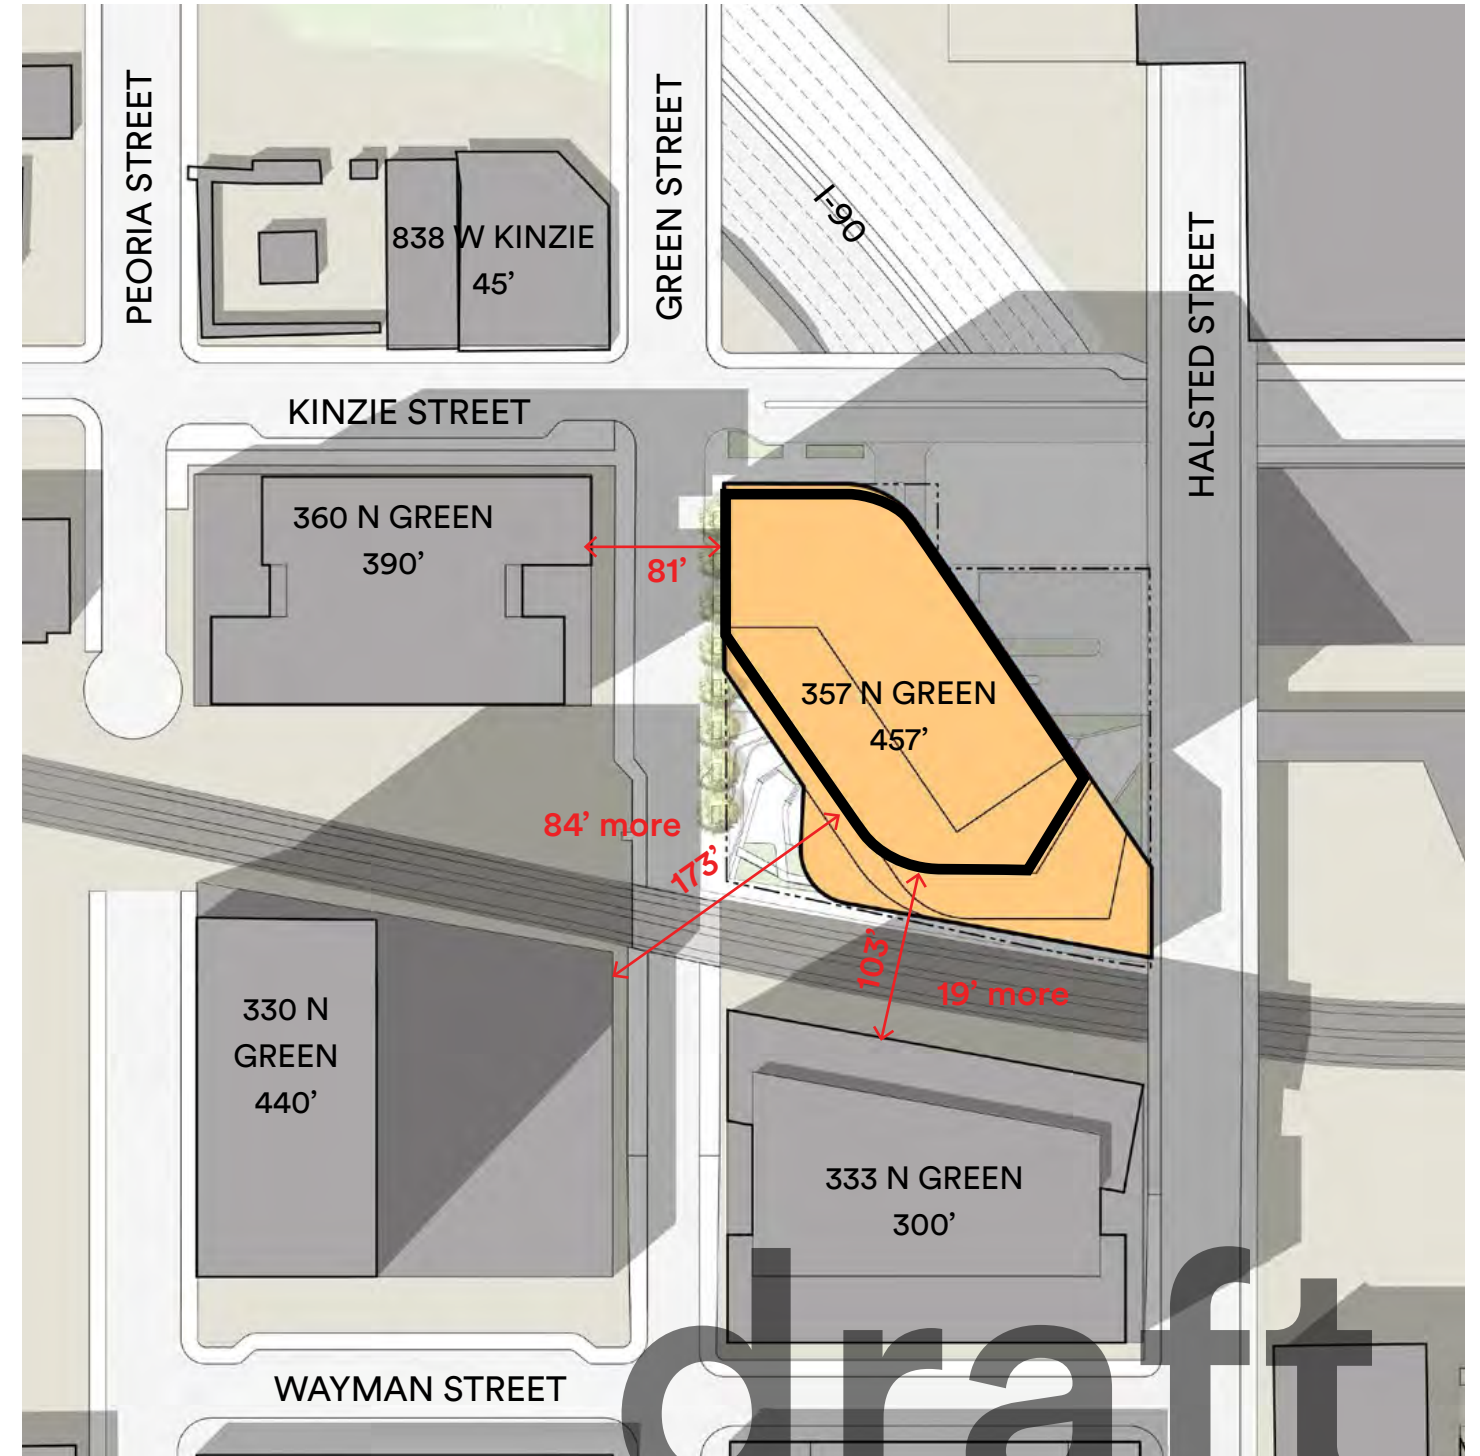 PEORIA STREET
GREEN STREET
I-90
HALSTED STREET
838 W KINZIE
45’
KINZIE STREET
360 N GREEN
390’
81’
357 N GREEN
457’
84’ more
173’
103’
19’ more
330 N
GREEN
440’
333 N GREEN
300’
WAYMAN STREET
draft